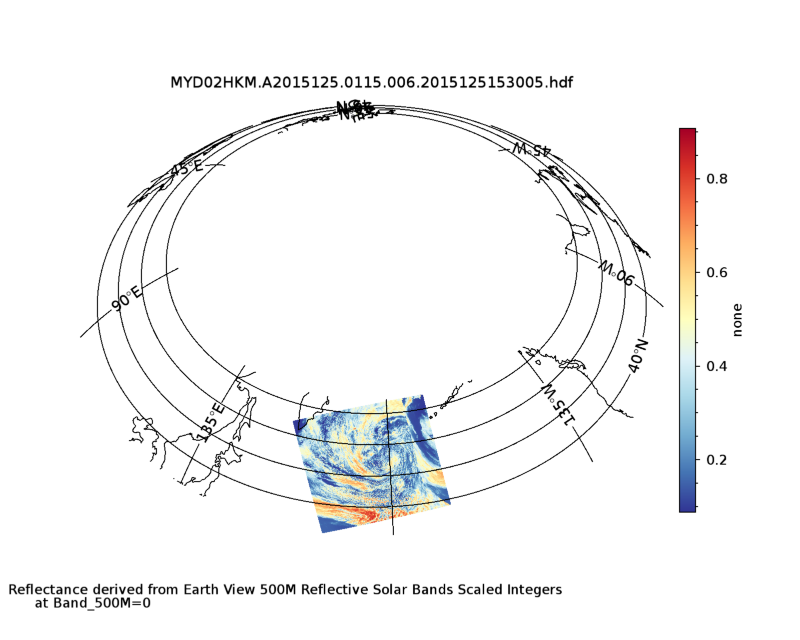 MYD02HKM.A2015125.0115.006.2015125153005.hdf
45°E
45°W
0.8
0.6
90°W
90°E
none
40°N
0.4
135°W
135°E
0.2
Reflectance derived from Earth View 500M Reflective Solar Bands Scaled Integers
at Band_500M=0